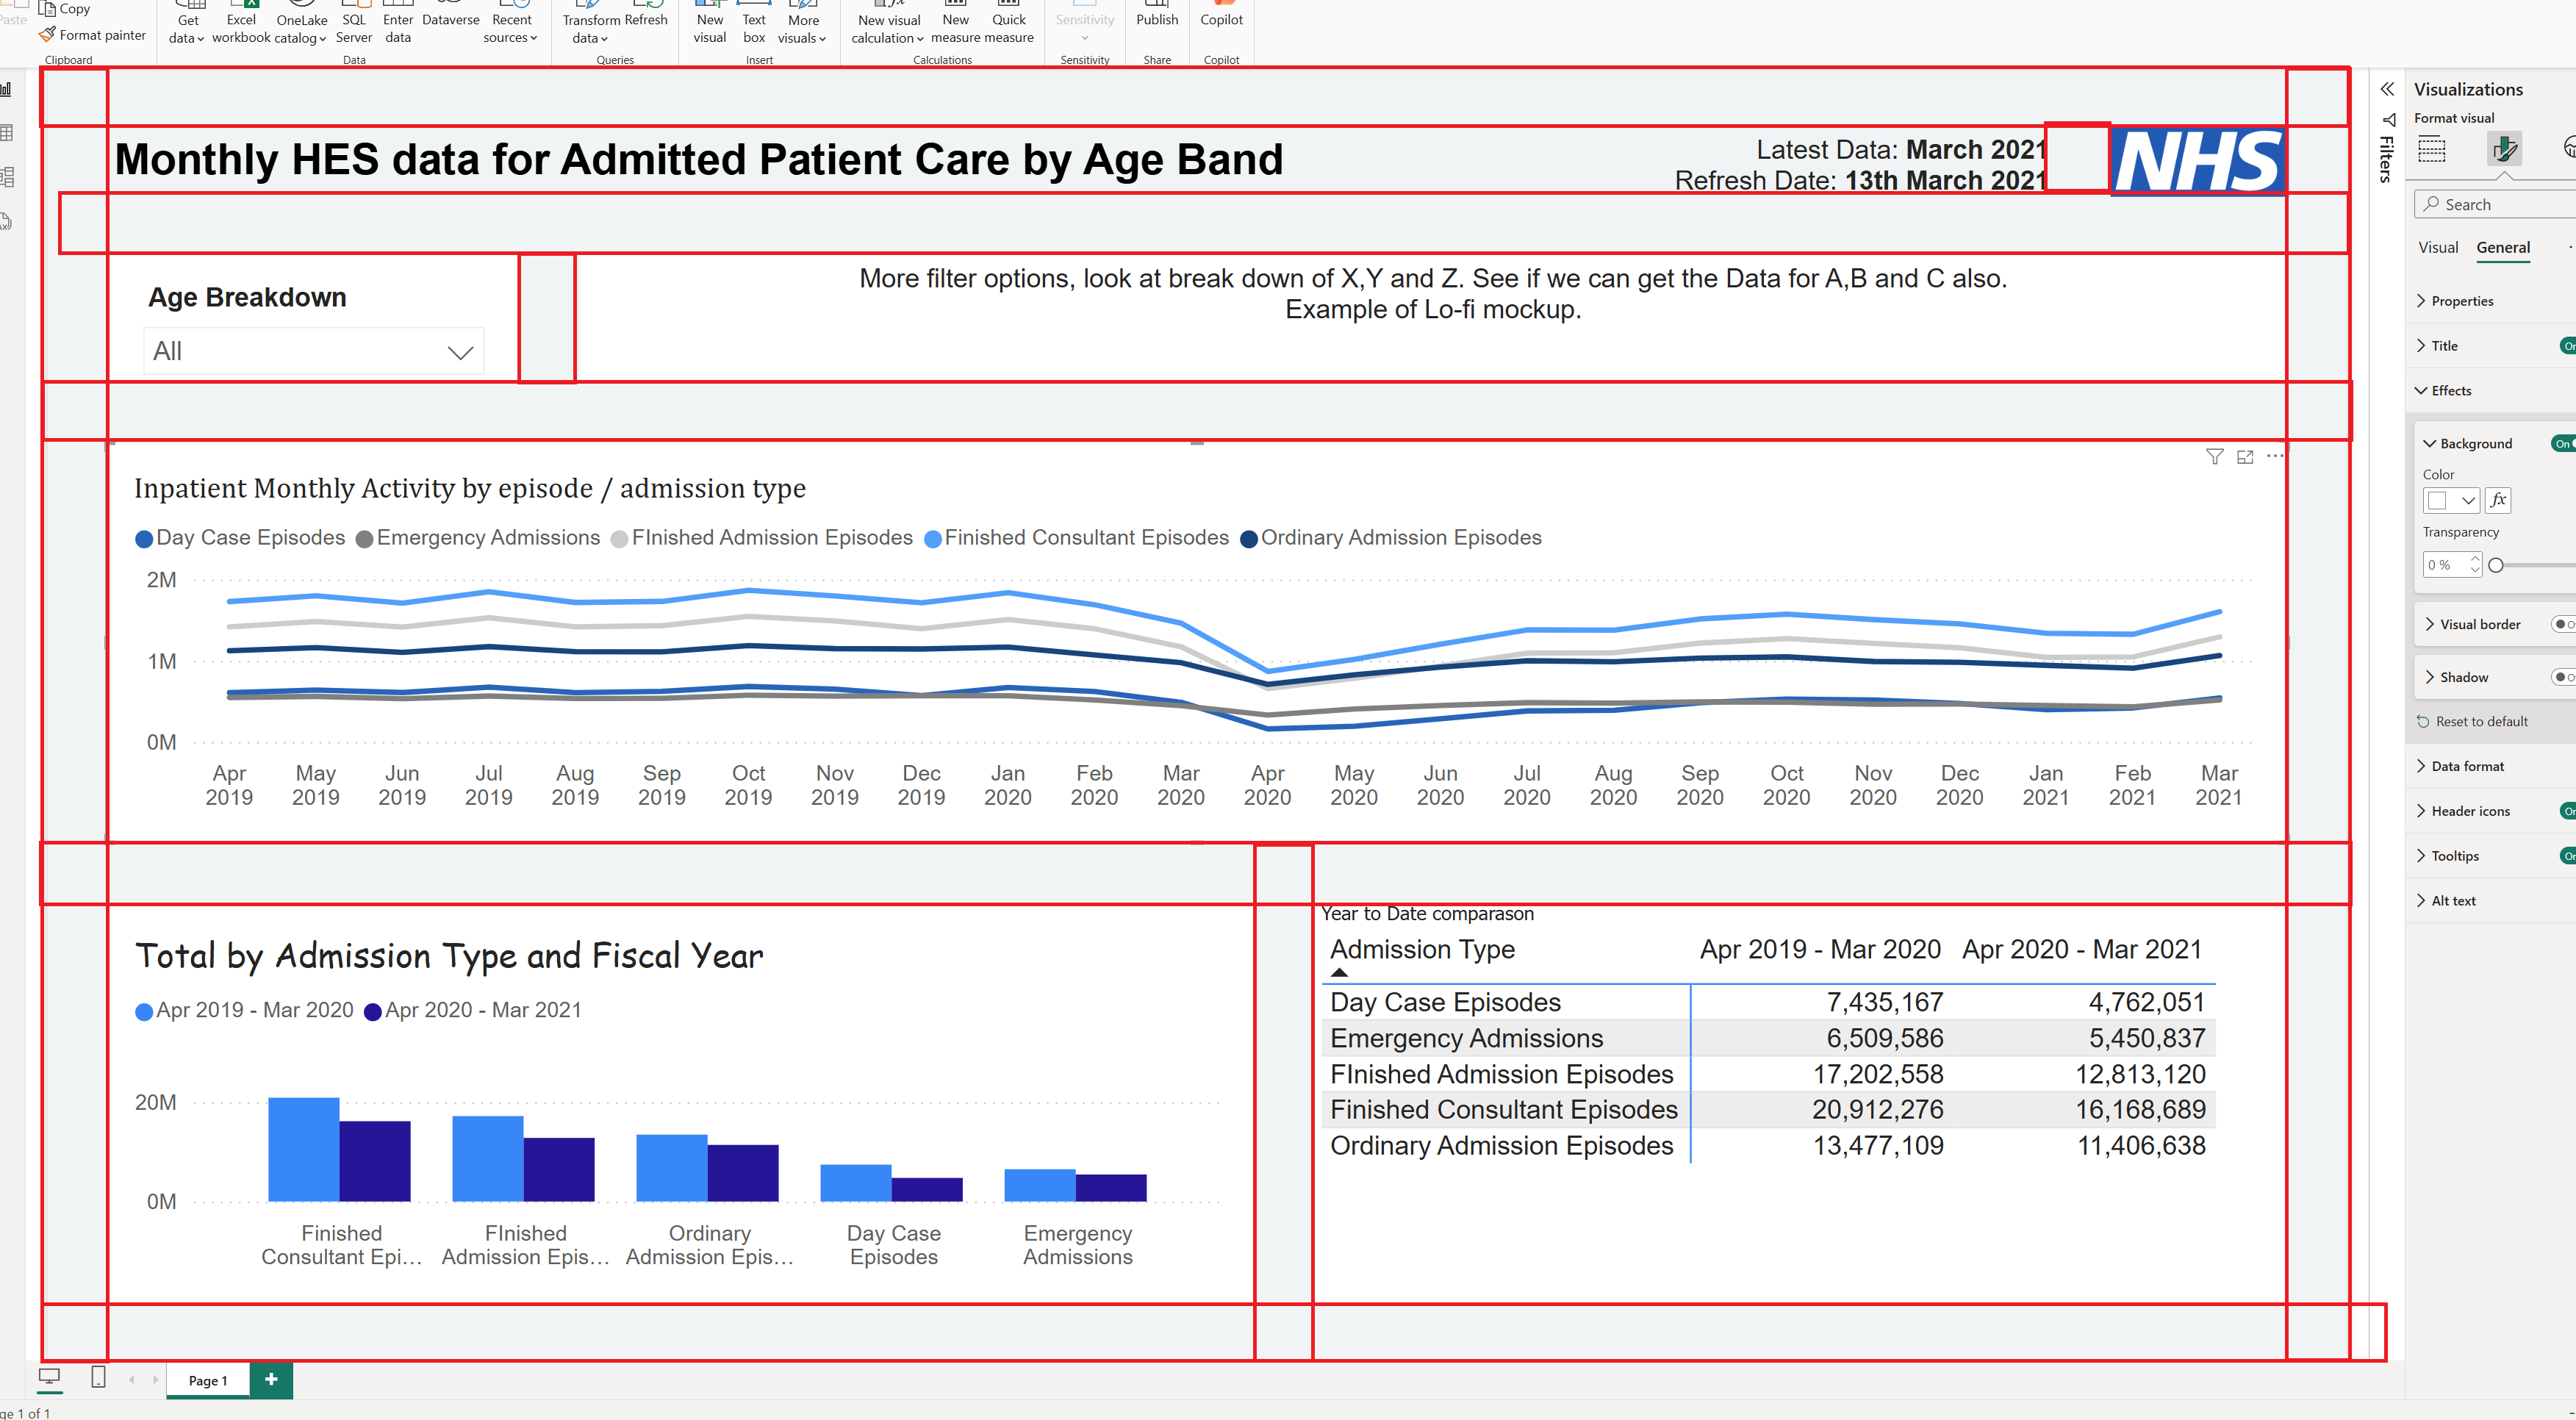 Paste
Copy
Format painter
Clipboard
Get data
Excel workbook
OneLake catalog
SQL Server
Enter data
Dataverse
Recent sources
Data
Transform data
Refresh
Queries
New visual
Text box
More visuals
Insert
New visual calculation
New measure
Quick measure
Calculations
Sensitivity
Sensitivity
Publish
Share
Copilot
Copilot
Monthly HES data for Admitted Patient Care by Age Band
Latest Data: March 2021
Refresh Date: 13th March 2021
NHS
Age Breakdown
All
More filter options, look at break down of X,Y and Z. See if we can get the Data for A,B and C also.
Example of Lo-fi mockup.
Inpatient Monthly Activity by episode / admission type
Day Case Episodes Emergency Admissions FInished Admission Episodes Finished Consultant Episodes Ordinary Admission Episodes
2M
1M
0M
Apr 2019
May 2019
Jun 2019
Jul 2019
Aug 2019
Sep 2019
Oct 2019
Nov 2019
Dec 2019
Jan 2020
Feb 2020
Mar 2020
Apr 2020
May 2020
Jun 2020
Jul 2020
Aug 2020
Sep 2020
Oct 2020
Nov 2020
Dec 2020
Jan 2021
Feb 2021
Mar 2021
Total by Admission Type and Fiscal Year
Apr 2019 - Mar 2020 Apr 2020 - Mar 2021
20M
0M
Finished Consultant Epi...
FInished Admission Epis...
Ordinary Admission Epis...
Day Case Episodes
Emergency Admissions
Year to Date comparason
Admission Type Apr 2019 - Mar 2020 Apr 2020 - Mar 2021
Day Case Episodes 7,435,167 4,762,051
Emergency Admissions 6,509,586 5,450,837
FInished Admission Episodes 17,202,558 12,813,120
Finished Consultant Episodes 20,912,276 16,168,689
Ordinary Admission Episodes 13,477,109 11,406,638
Filters
Visualizations
Format visual
Search
Visual General
Properties
Title
Effects
Background On
Color
fx
Transparency
0 %
Visual border
Shadow
Reset to default
Data format
Header icons
Tooltips
Alt text
Page 1
1 of 1